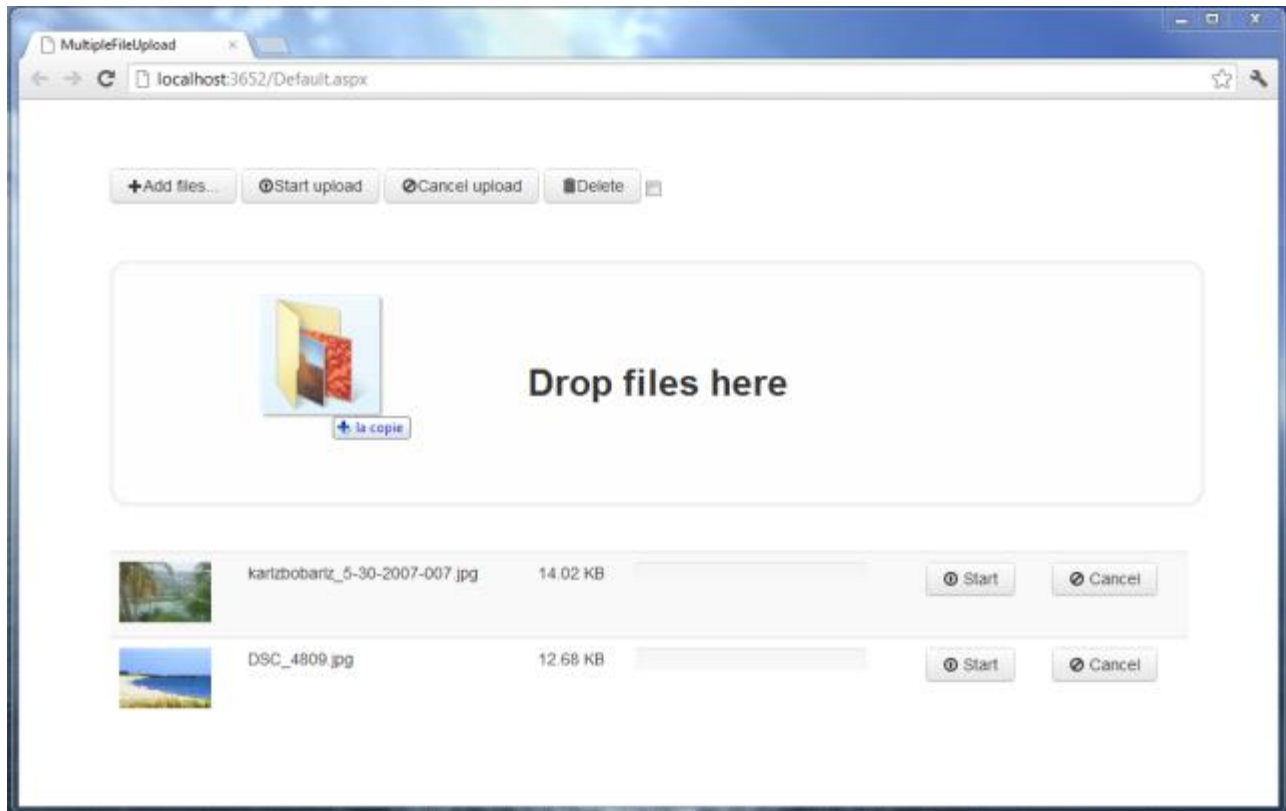 MultipleFileUpload
localhost:3652/Default.aspx
Add files...
Start upload
Cancel upload
Delete
Drop files here
la copie
karlzbobarlz_5-30-2007-007.jpg
14.02 KB
Start
Cancel
DSC_4809.jpg
12.68 KB
Start
Cancel